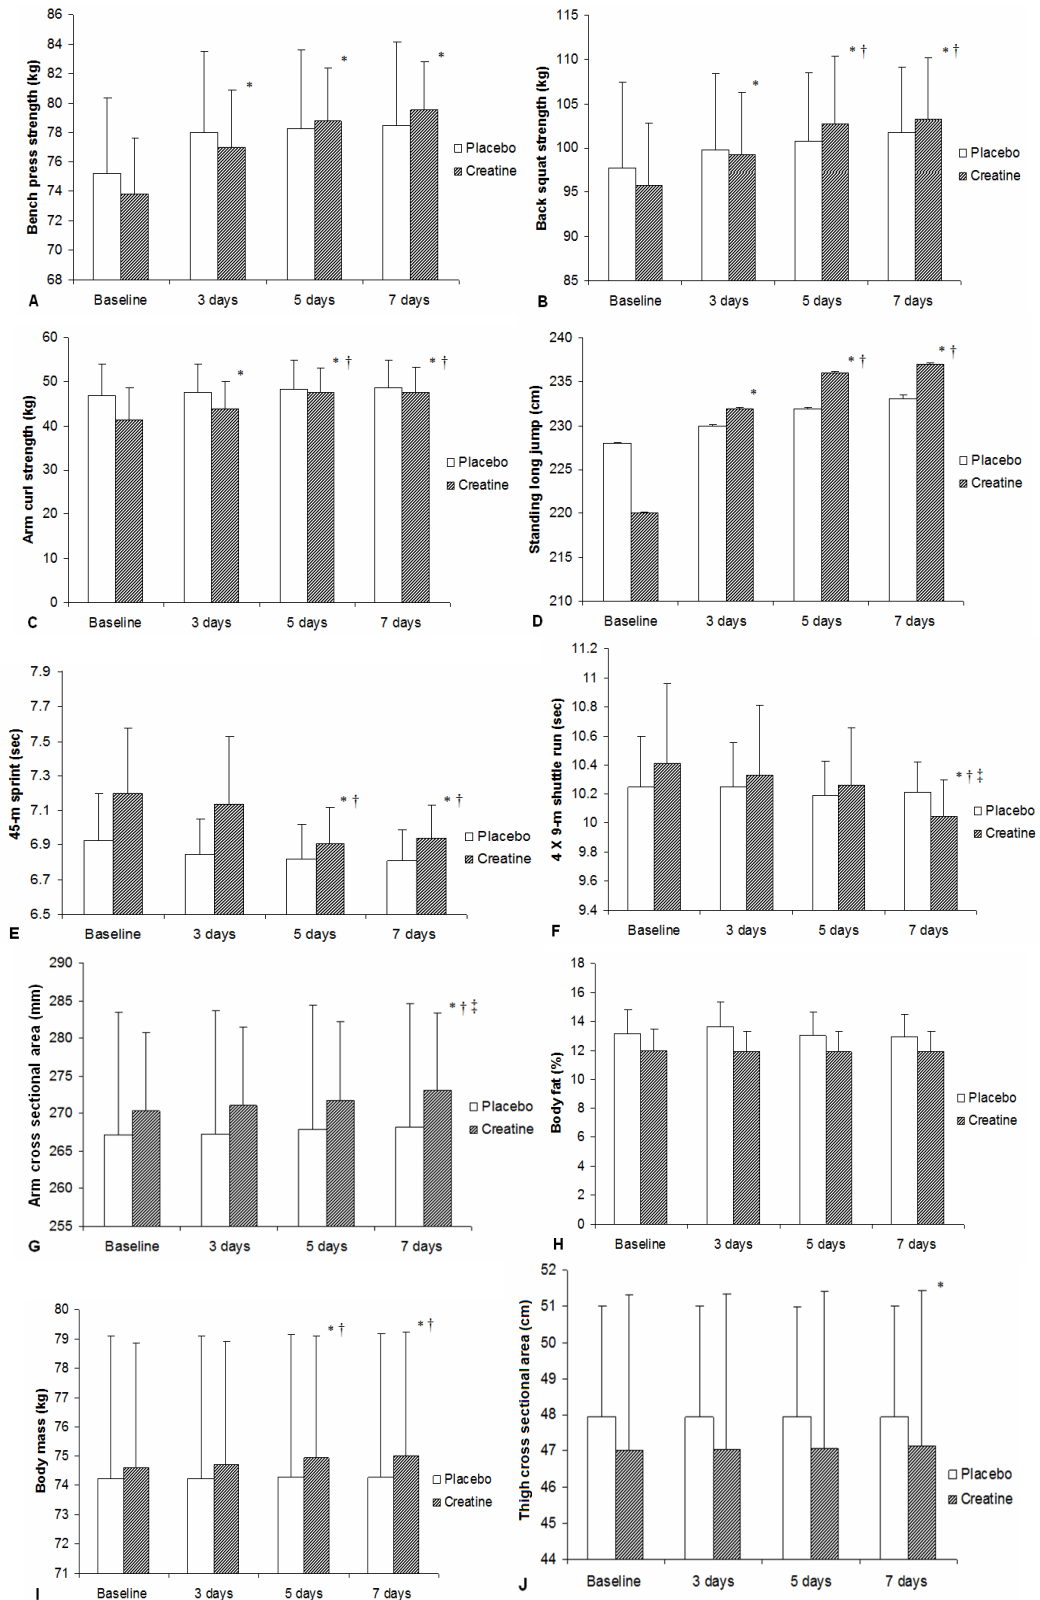 Bench press strength (kg)
86
84
82
80
78
76
74
72
70
68
* * *
Placebo
Creatine
A
Baseline 3 days 5 days 7 days
Back squat strength (kg)
115
110
105
100
95
90
85
* * † * †
Placebo
Creatine
B
Baseline 3 days 5 days 7 days
Arm curl strength (kg)
60
50
40
30
20
10
0
* * † * †
Placebo
Creatine
C
Baseline 3 days 5 days 7 days
Standing long jump (cm)
240
235
230
225
220
215
210
* * † * †
Placebo
Creatine
D
Baseline 3 days 5 days 7 days
45-m sprint (sec)
7.9
7.7
7.5
7.3
7.1
6.9
6.7
6.5
* † * †
Placebo
Creatine
E
Baseline 3 days 5 days 7 days
4 X 9-m shuttle run (sec)
11.2
11
10.8
10.6
10.4
10.2
10
9.8
9.6
9.4
* † ‡
Placebo
Creatine
F
Baseline 3 days 5 days 7 days
Arm cross sectional area (mm)
290
285
280
275
270
265
260
255
* † ‡
Placebo
Creatine
G
Baseline 3 days 5 days 7 days
Body fat (%)
18
16
14
12
10
8
6
4
2
0
Placebo
Creatine
H
Baseline 3 days 5 days 7 days
Body mass (kg)
80
79
78
77
76
75
74
73
72
71
* † * †
Placebo
Creatine
I
Baseline 3 days 5 days 7 days
Thigh cross sectional area (cm)
52
51
50
49
48
47
46
45
44
*
Placebo
Creatine
J
Baseline 3 days 5 days 7 days